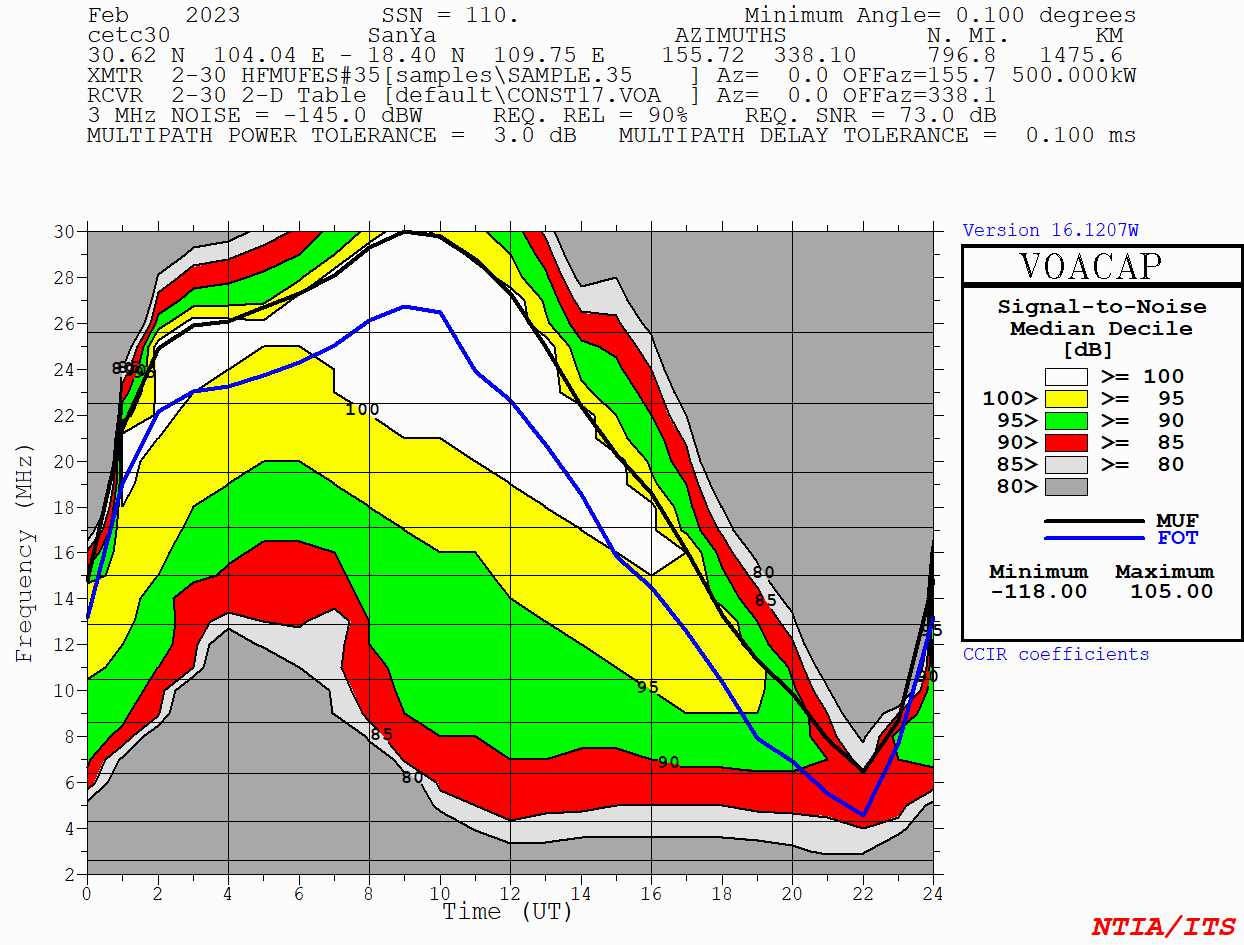 Feb    2023          SSN = 110.                Minimum Angle= 0.100 degrees
cetc30              SanYa                 AZIMUTHS          N. MI.      KM
30.62 N  104.04 E - 18.40 N  109.75 E    155.72  338.10     796.8   1475.6
XMTR  2-30 HFMUFES#35[samples\SAMPLE.35    ] Az=  0.0 OFFaz=155.7 500.000kW
RCVR  2-30 2-D Table [default\CONST17.VOA  ] Az=  0.0 OFFaz=338.1
3 MHz NOISE = -145.0 dBW     REQ. REL = 90%    REQ. SNR = 73.0 dB
MULTIPATH POWER TOLERANCE =  3.0 dB   MULTIPATH DELAY TOLERANCE =  0.100 ms
Version 16.1207W
VOACAP
Signal-to-Noise
Median Decile
[dB]
>= 100
100> >= 95
95> >= 90
90> >= 85
85> >= 80
80>
MUF
FOT
Minimum Maximum
-118.00 105.00
CCIR coefficients
30
28
26
24
22
20
18
16
14
12
10
8
6
4
2
Frequency (MHz)
100
80
85
95
95
90
90
85
80
0 2 4 6 8 10 12 14 16 18 20 22 24
Time (UT)
NTIA/ITS